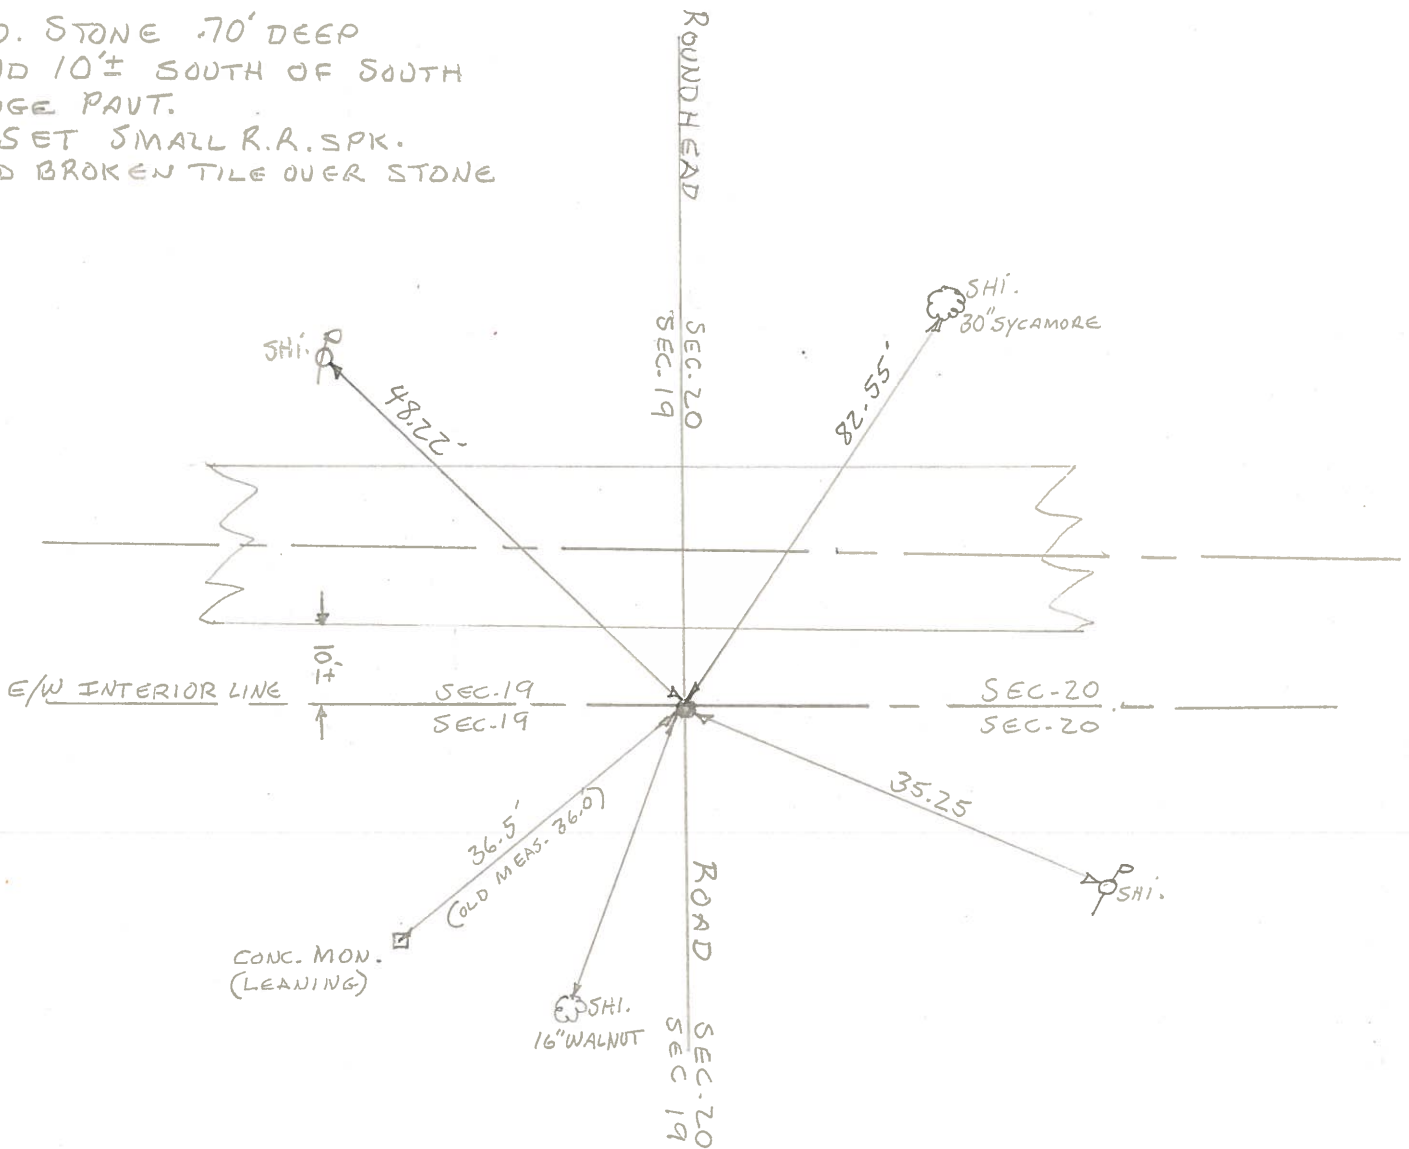 D. STONE .70' DEEP
ND 10'± SOUTH OF SOUTH
DGE PAVT.
SET SMALL R.R. SPK.
D BROKEN TILE OVER STONE
ROUNDHEAD
SHI.
30" SYCAMORE
SHI.
SEC-20
SEC-19
48.22'
82.55'
10'±
E/W INTERIOR LINE
SEC-19
SEC-19
SEC-20
SEC-20
35.25
36.5'
(OLD MEAS. 36.0')
ROAD
SHI.
CONC. MON.
(LEANING)
SHI.
16" WALNUT
SEC-20
SEC 19